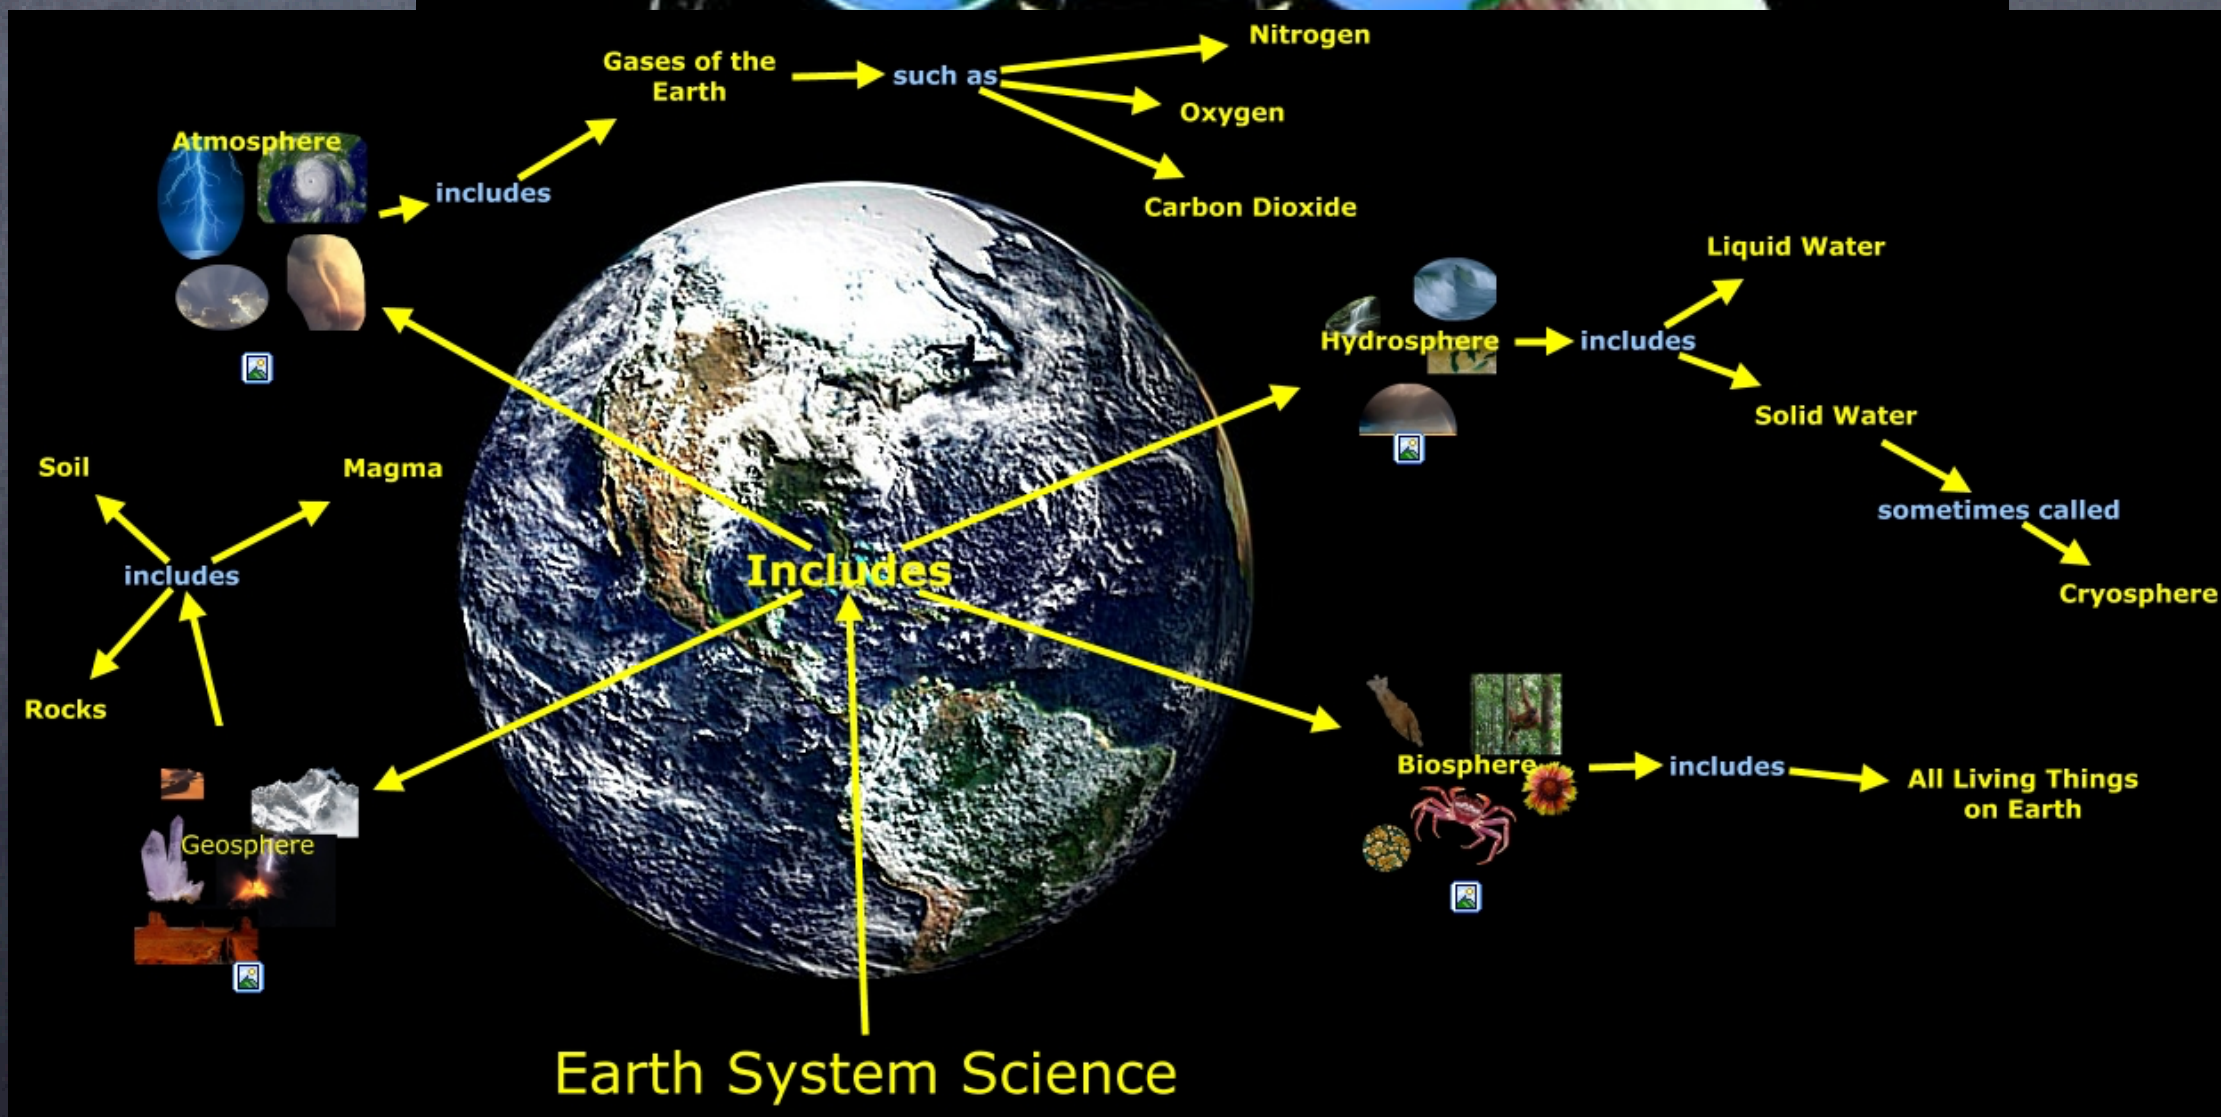 Nitrogen
Gases of the
Earth
such as
Oxygen
Atmosphere
includes
Carbon Dioxide
Liquid Water
Hydrosphere
includes
Solid Water
Soil
Magma
sometimes called
includes
Includes
Cryosphere
Rocks
Biosphere
includes
All Living Things
on Earth
Geosphere
Earth System Science